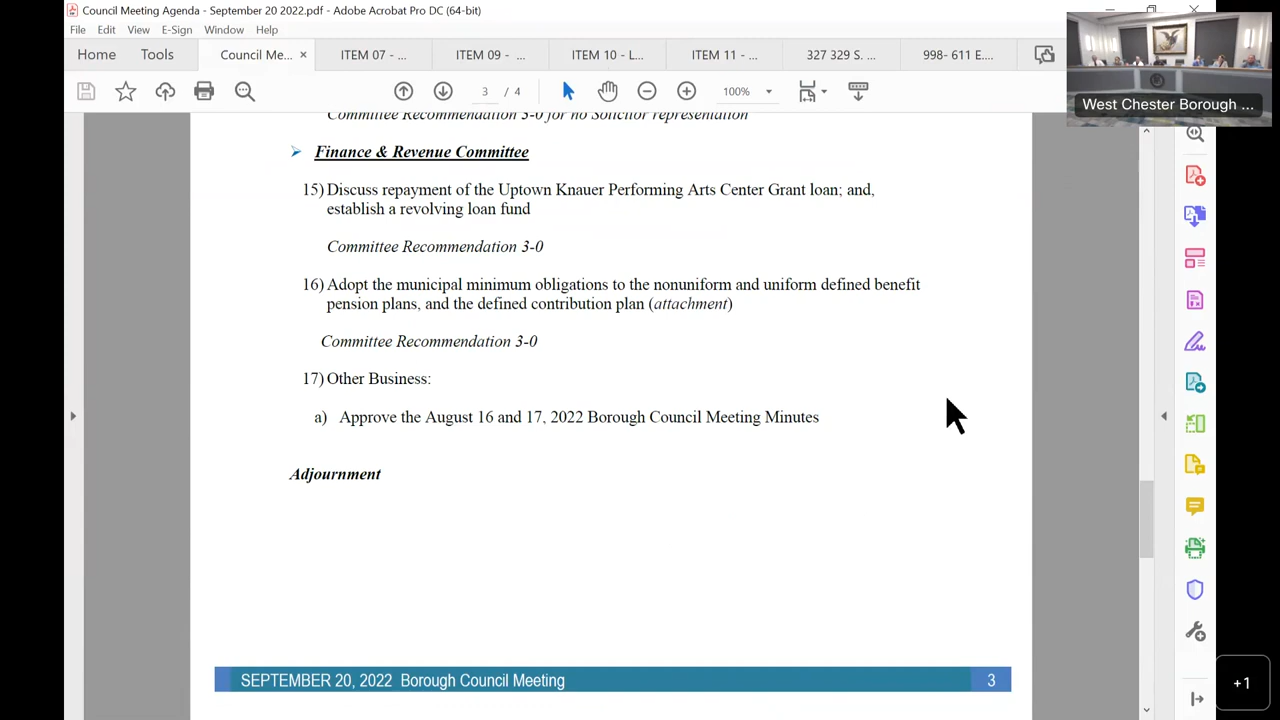 Council Meeting Agenda - September 20 2022.pdf - Adobe Acrobat Pro DC (64-bit)
File Edit View E-Sign Window Help
Home Tools Council Me... × ITEM 07 - ... ITEM 09 - ... ITEM 10 - L... ITEM 11 - ... 327 329 S. ... 998- 611 E....
3 / 4 100%
West Chester Borough ...
Committee Recommendation 3-0 for no Solicitor representation
➢ Finance & Revenue Committee
15) Discuss repayment of the Uptown Knauer Performing Arts Center Grant loan; and,
establish a revolving loan fund
Committee Recommendation 3-0
16) Adopt the municipal minimum obligations to the nonuniform and uniform defined benefit
pension plans, and the defined contribution plan (attachment)
Committee Recommendation 3-0
17) Other Business:
a) Approve the August 16 and 17, 2022 Borough Council Meeting Minutes
Adjournment
SEPTEMBER 20, 2022 Borough Council Meeting 3
+1